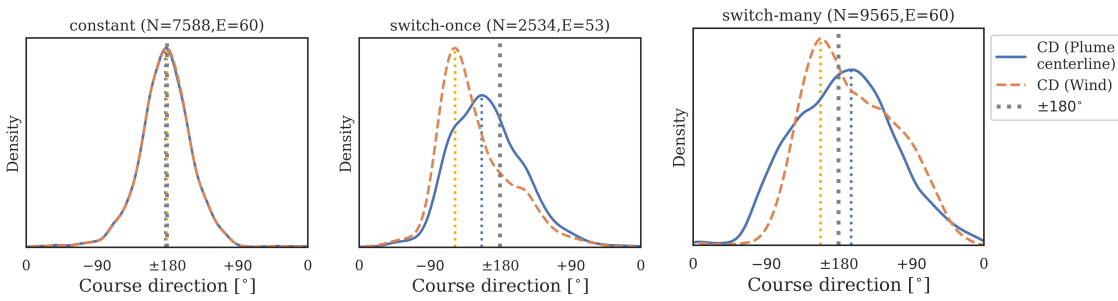 constant (N=7588,E=60)
Density
0 −90 ±180 +90 0
Course direction [°]
switch-once (N=2534,E=53)
Density
0 −90 ±180 +90 0
Course direction [°]
switch-many (N=9565,E=60)
Density
0 −90 ±180 +90 0
Course direction [°]
CD (Plume
centerline)
CD (Wind)
±180°